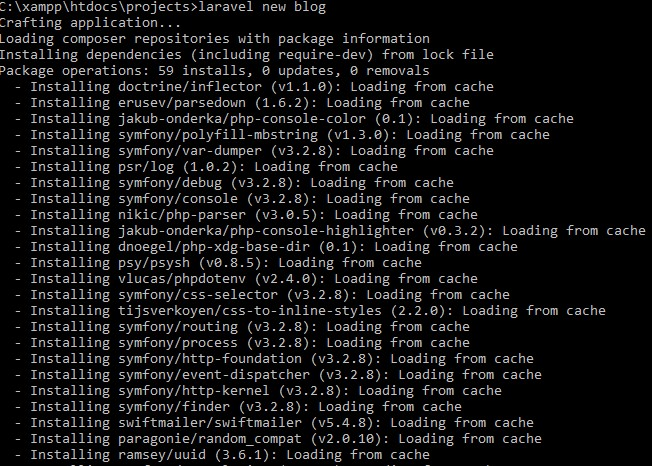 C:\xampp\htdocs\projects>laravel new blog
Crafting application...
Loading composer repositories with package information
Installing dependencies (including require-dev) from lock file
Package operations: 59 installs, 0 updates, 0 removals
- Installing doctrine/inflector (v1.1.0): Loading from cache
- Installing erusev/parsedown (1.6.2): Loading from cache
- Installing jakub-onderka/php-console-color (0.1): Loading from cache
- Installing symfony/polyfill-mbstring (v1.3.0): Loading from cache
- Installing symfony/var-dumper (v3.2.8): Loading from cache
- Installing psr/log (1.0.2): Loading from cache
- Installing symfony/debug (v3.2.8): Loading from cache
- Installing symfony/console (v3.2.8): Loading from cache
- Installing nikic/php-parser (v3.0.5): Loading from cache
- Installing jakub-onderka/php-console-highlighter (v0.3.2): Loading from cache
- Installing dnoegel/php-xdg-base-dir (0.1): Loading from cache
- Installing psy/psysh (v0.8.5): Loading from cache
- Installing vlucas/phpdotenv (v2.4.0): Loading from cache
- Installing symfony/css-selector (v3.2.8): Loading from cache
- Installing tijsverkoyen/css-to-inline-styles (2.2.0): Loading from cache
- Installing symfony/routing (v3.2.8): Loading from cache
- Installing symfony/process (v3.2.8): Loading from cache
- Installing symfony/http-foundation (v3.2.8): Loading from cache
- Installing symfony/event-dispatcher (v3.2.8): Loading from cache
- Installing symfony/http-kernel (v3.2.8): Loading from cache
- Installing symfony/finder (v3.2.8): Loading from cache
- Installing swiftmailer/swiftmailer (v5.4.8): Loading from cache
- Installing paragonie/random_compat (v2.0.10): Loading from cache
- Installing ramsey/uuid (3.6.1): Loading from cache